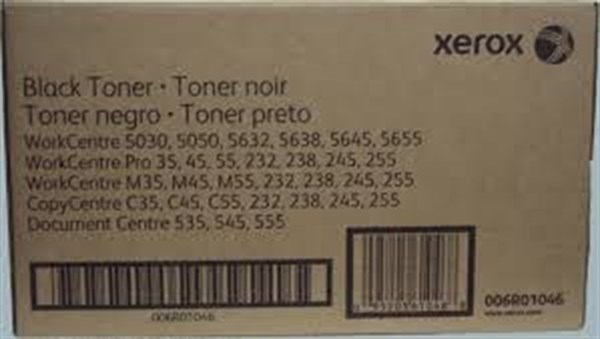 xerox
Black Toner · Toner noir
Toner negro · Toner preto
WorkCentre 5030, 5050, 5632, 5638, 5645, 5655
WorkCentre Pro 35, 45, 55, 232, 238, 245, 255
WorkCentre M35, M45, M55, 232, 238, 245, 255
CopyCentre C35, C45, C55, 232, 238, 245, 255
Document Centre 535, 545, 555
006R01046
006R01046
www.xerox.com